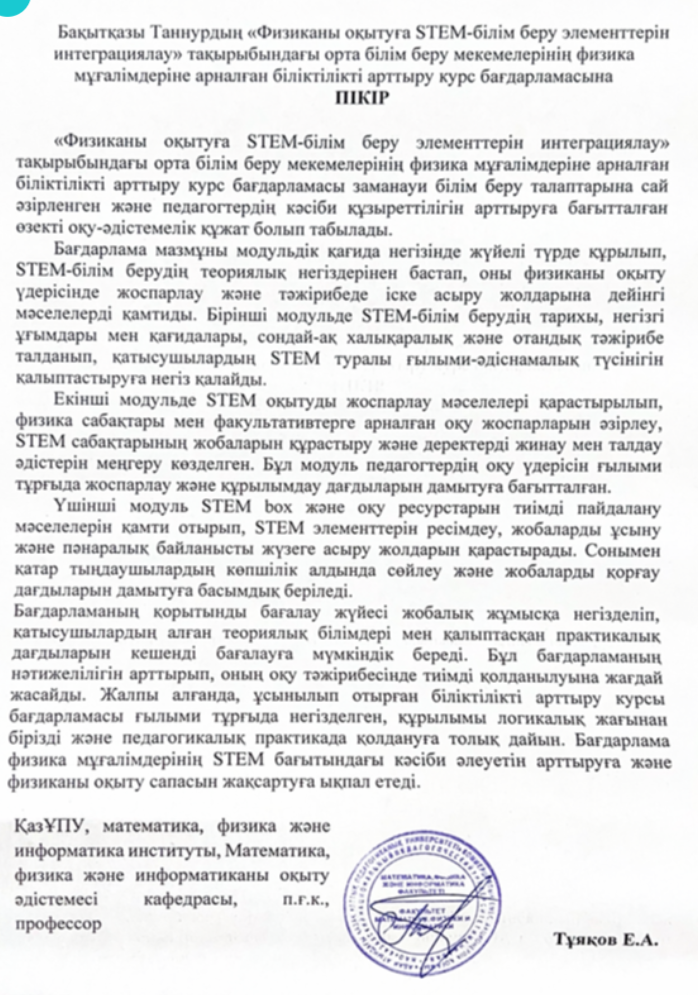 Бақытқазы Таннурдың «Физиканы оқытуға STEM-білім беру элементтерін
интеграциялау» тақырыбындағы орта білім беру мекемелерінің физика
мұғалімдеріне арналған біліктілікті арттыру курс бағдарламасына
ПІКІР
«Физиканы оқытуға STEM-білім беру элементтерін интеграциялау»
тақырыбындағы орта білім беру мекемелерінің физика мұғалімдеріне арналған
біліктілікті арттыру курс бағдарламасы заманауи білім беру талаптарына сай
әзірленген және педагогтердің кәсіби құзыреттілігін арттыруға бағытталған
өзекті оқу-әдістемелік құжат болып табылады.
Бағдарлама мазмұны модульдік қағида негізінде жүйелі түрде құрылып,
STEM-білім берудің теориялық негіздерінен бастап, оны физиканы оқыту
үдерісінде жоспарлау және тәжірибеде іске асыру жолдарына дейінгі
мәселелерді қамтиды. Бірінші модульде STEM-білім берудің тарихы, негізгі
ұғымдары мен қағидалары, сондай-ақ халықаралық және отандық тәжірибе
талданып, қатысушылардың STEM туралы ғылыми-әдіснамалық түсінігін
қалыптастыруға негіз қалайды.
Екінші модульде STEM оқытуды жоспарлау мәселелері қарастырылып,
физика сабақтары мен факультативтерге арналған оқу жоспарларын әзірлеу,
STEM сабақтарының жобаларын құрастыру және деректерді жинау мен талдау
әдістерін меңгеру көзделген. Бұл модуль педагогтердің оқу үдерісін ғылыми
тұрғыда жоспарлау және құрылымдау дағдыларын дамытуға бағытталған.
Үшінші модуль STEM box және оқу ресурстарын тиімді пайдалану
мәселелерін қамти отырып, STEM элементтерін ресімдеу, жобаларды ұсыну
және пәнаралық байланысты жүзеге асыру жолдарын қарастырады. Сонымен
қатар тыңдаушылардың көпшілік алдында сөйлеу және жобаларды қорғау
дағдыларын дамытуға басымдық беріледі.
Бағдарламаның қорытынды бағалау жүйесі жобалық жұмысқа негізделіп,
қатысушылардың алған теориялық білімдері мен қалыптасқан практикалық
дағдыларын кешенді бағалауға мүмкіндік береді. Бұл бағдарламаның
нәтижелілігін арттырып, оның оқу тәжірибесінде тиімді қолданылуына жағдай
жасайды. Жалпы алғанда, ұсынылып отырған біліктілікті арттыру курсы
бағдарламасы ғылыми тұрғыда негізделген, құрылымы логикалық жағынан
бірізді және педагогикалық практикада қолдануға толық дайын. Бағдарлама
физика мұғалімдерінің STEM бағытындағы кәсіби әлеуетін арттыруға және
физиканы оқыту сапасын жақсартуға ықпал етеді.
ҚазҰПУ, математика, физика және
информатика институты, Математика,
физика және информатиканы оқыту
әдістемесі кафедрасы, п.ғ.к.,
профессор
МАТЕМАТИКА, ФИЗИКА
ЖӘНЕ ИНФОРМАТИКА
ФАКУЛЬТЕТІ
ФАКУЛЬТЕТ
Тұяқов Е.А.